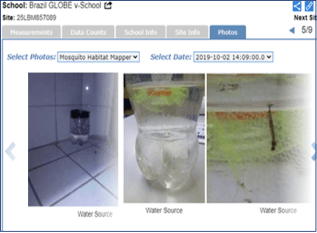 School: Brazil GLOBE v-School
Site: 25LBM857089
Next Sit
Measurements
Data Counts
School Info
Site Info
Photos
5/9
Select Photos: Mosquito Habitat Mapper
Select Date: 2019-10-02 14:09:00.0
Water Source
Water Source
Water Source